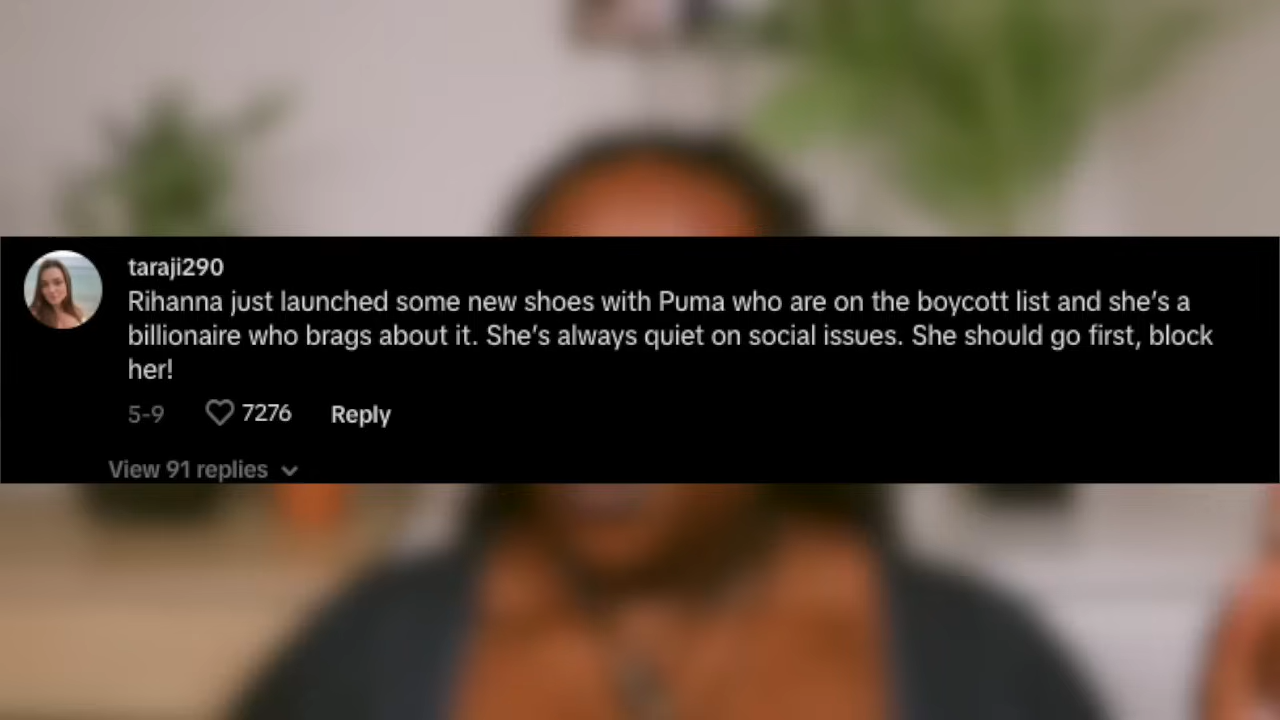 taraji290
Rihanna just launched some new shoes with Puma who are on the boycott list and she's a
billionaire who brags about it. She's always quiet on social issues. She should go first, block
her!
5-9 7276 Reply
View 91 replies